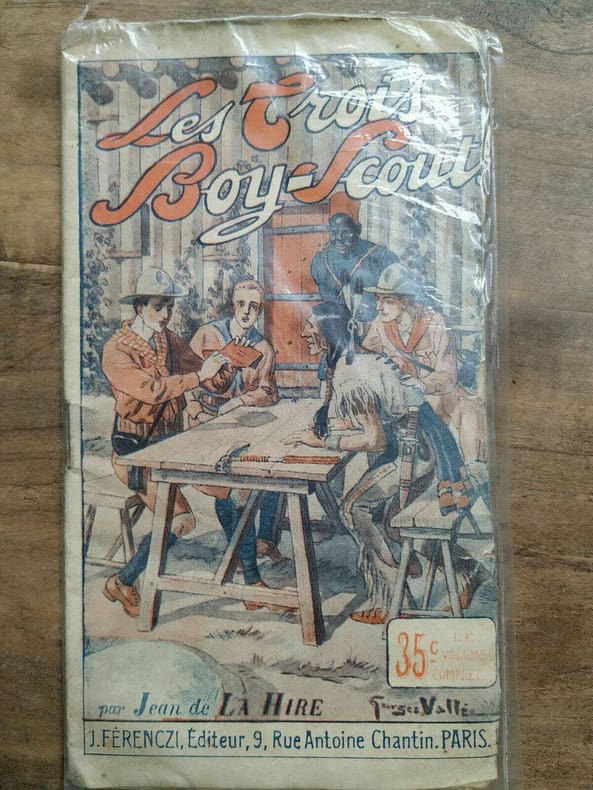 Les Trois
Boy-Scout
35c LE
VOLUME
COMPLET
par Jean de LA HIRE
Georges Vallée
J. FÉRENCZI, Éditeur, 9, Rue Antoine Chantin. PARIS.